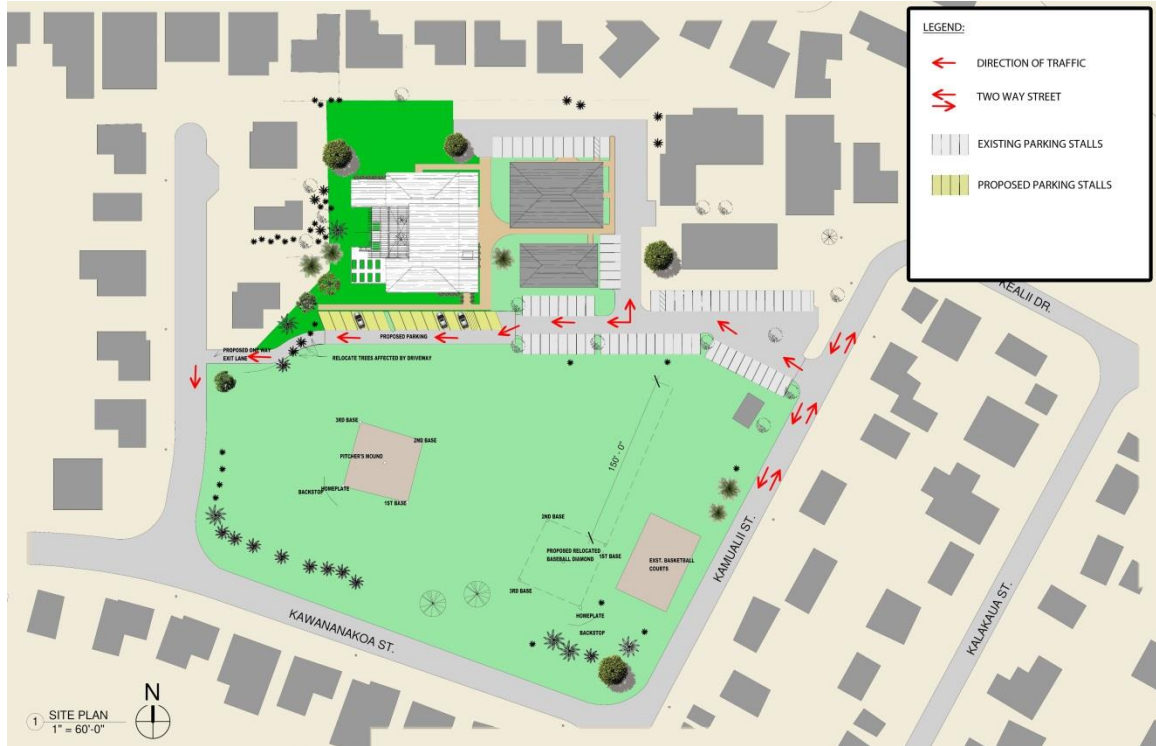 LEGEND:
DIRECTION OF TRAFFIC
TWO WAY STREET
EXISTING PARKING STALLS
PROPOSED PARKING STALLS
KEALII DR.
PROPOSED PARKING
PROPOSED ONE WAY
EXIT LANE
RELOCATE TREES AFFECTED BY DRIVEWAY
3RD BASE
2ND BASE
PITCHER'S MOUND
HOMEPLATE
BACKSTOP
1ST BASE
150' - 0"
2ND BASE
PROPOSED RELOCATED
BASEBALL DIAMOND
1ST BASE
3RD BASE
HOMEPLATE
BACKSTOP
EXST. BASKETBALL
COURTS
KAMUALII ST.
KALAKAUA ST.
KAWANANAKOA ST.
N
1 SITE PLAN
1" = 60'-0"